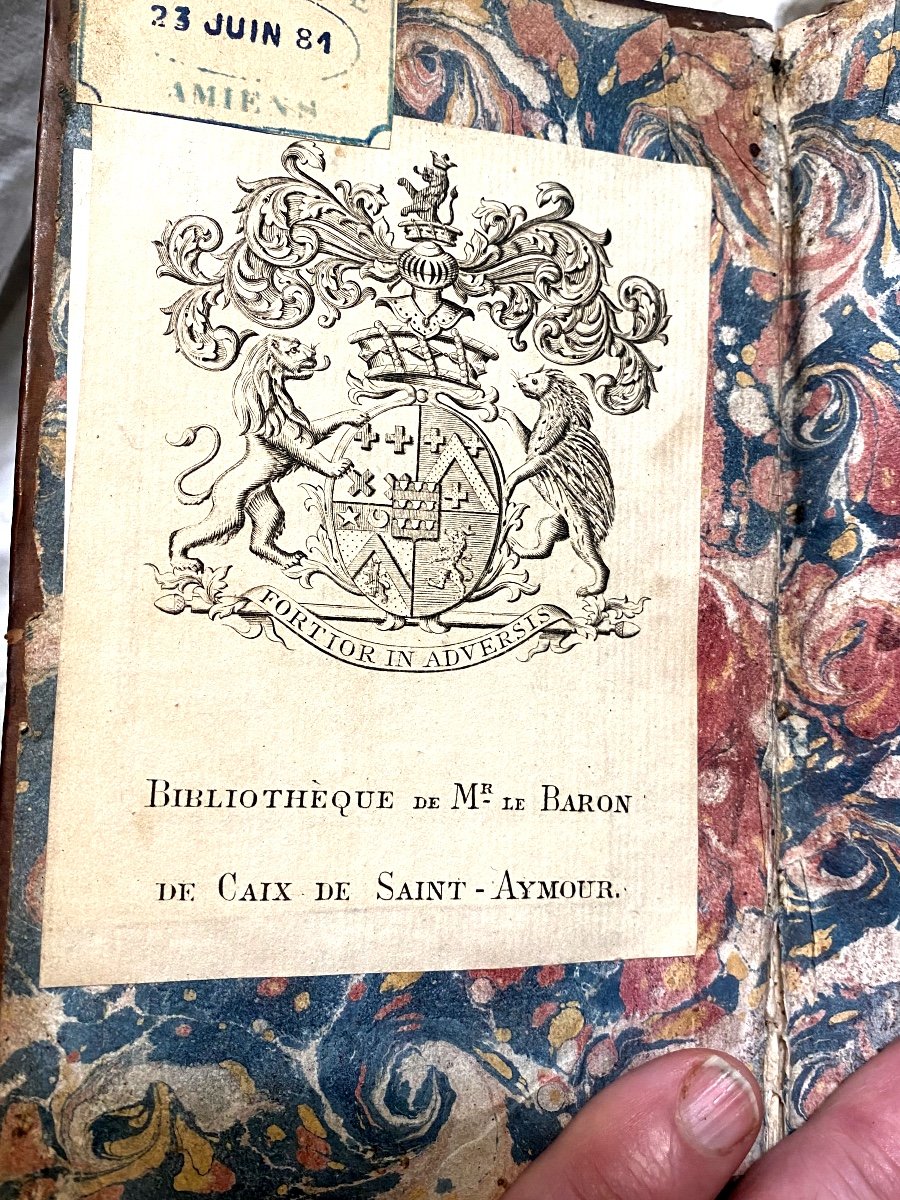 23 JUIN 81
AMIENS
FORTIOR IN ADVERSIS
BIBLIOTHÈQUE DE MR LE BARON
DE CAIX DE SAINT-AYMOUR.